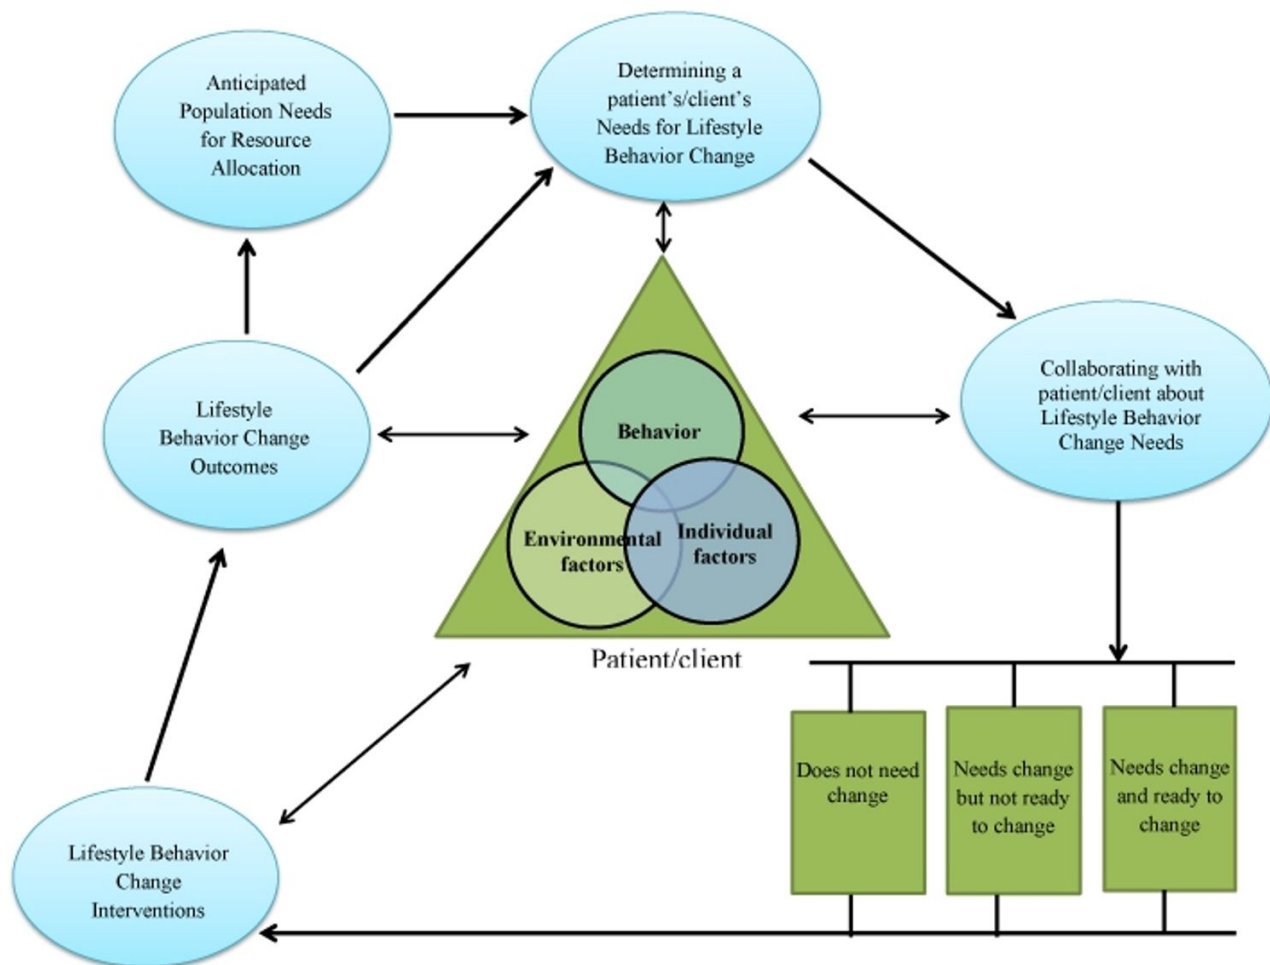 Anticipated
Population Needs
for Resource
Allocation
Determining a
patient’s/client’s
Needs for Lifestyle
Behavior Change
Collaborating with
patient/client about
Lifestyle Behavior
Change Needs
Lifestyle
Behavior Change
Outcomes
Behavior
Environmental
factors
Individual
factors
Patient/client
Does not need
change
Needs change
but not ready
to change
Needs change
and ready to
change
Lifestyle Behavior
Change
Interventions